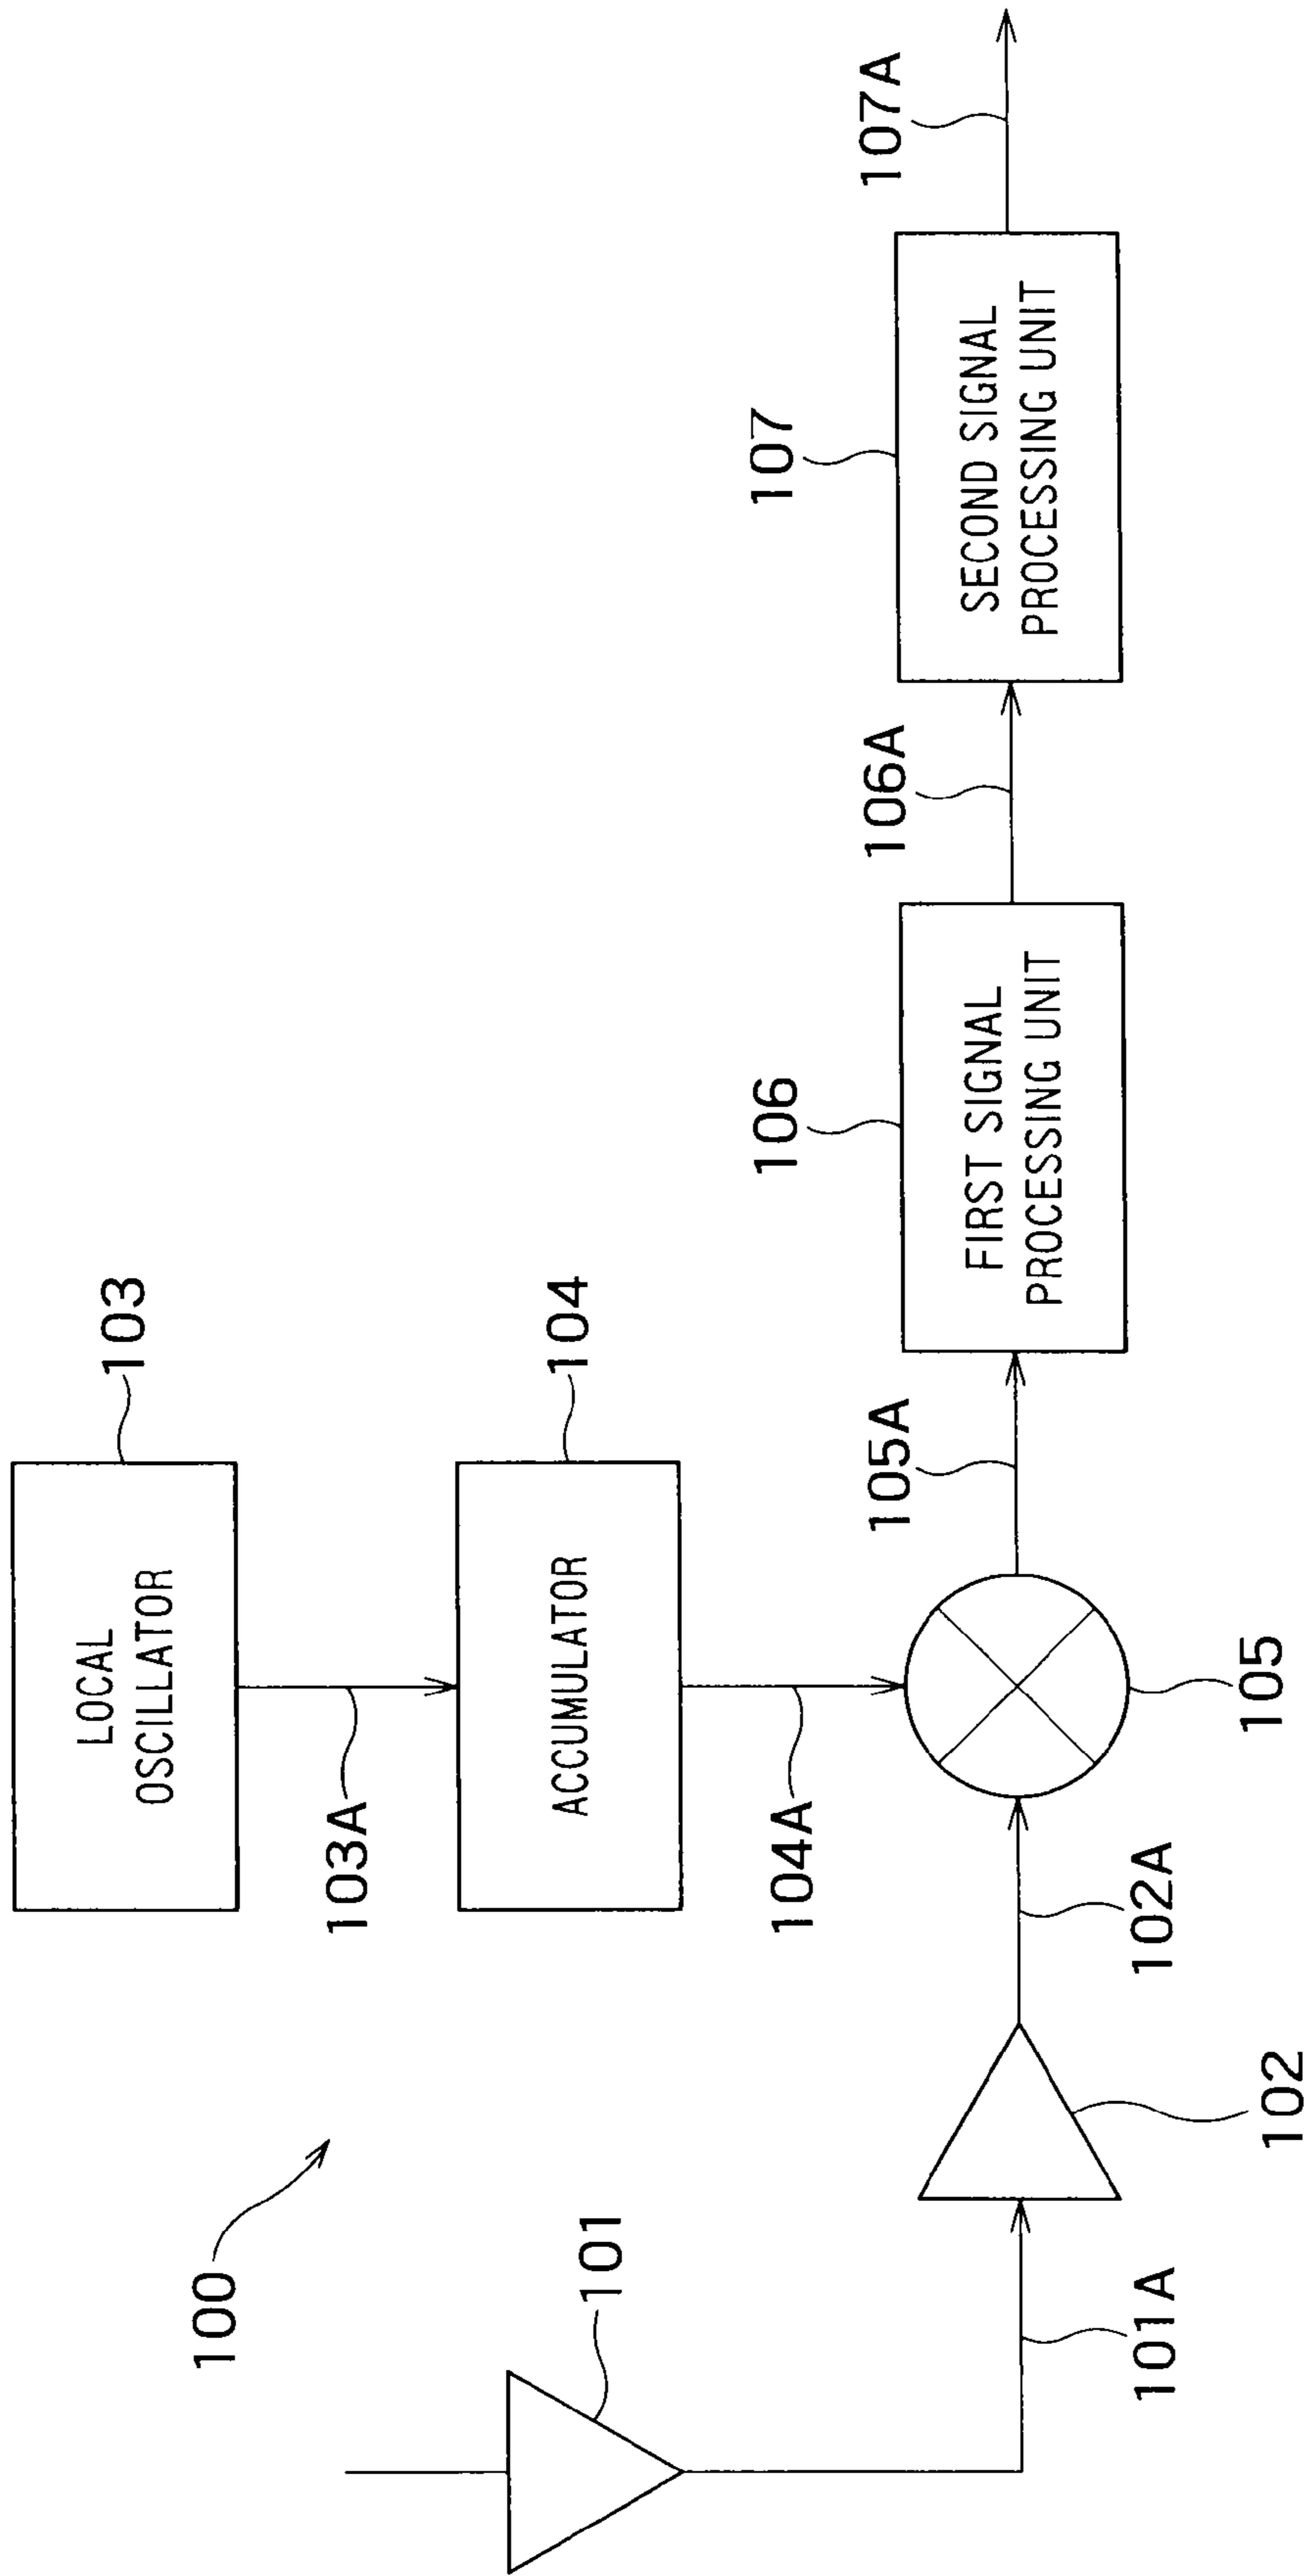 100
101
101A
102
102A
LOCAL
OSCILLATOR
103
103A
ACCUMULATOR
104
104A
105
105A
FIRST SIGNAL
PROCESSING UNIT
106
106A
SECOND SIGNAL
PROCESSING UNIT
107
107A